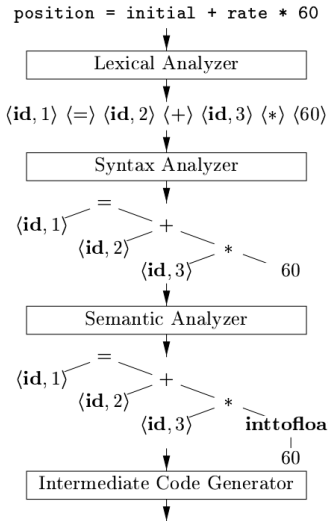 position = initial + rate * 60
Lexical Analyzer
⟨id, 1⟩ ⟨=⟩ ⟨id, 2⟩ ⟨+⟩ ⟨id, 3⟩ ⟨*⟩ ⟨60⟩
Syntax Analyzer
=
⟨id, 1⟩
+
⟨id, 2⟩
*
⟨id, 3⟩
60
Semantic Analyzer
=
⟨id, 1⟩
+
⟨id, 2⟩
*
⟨id, 3⟩
inttofloa
60
Intermediate Code Generator